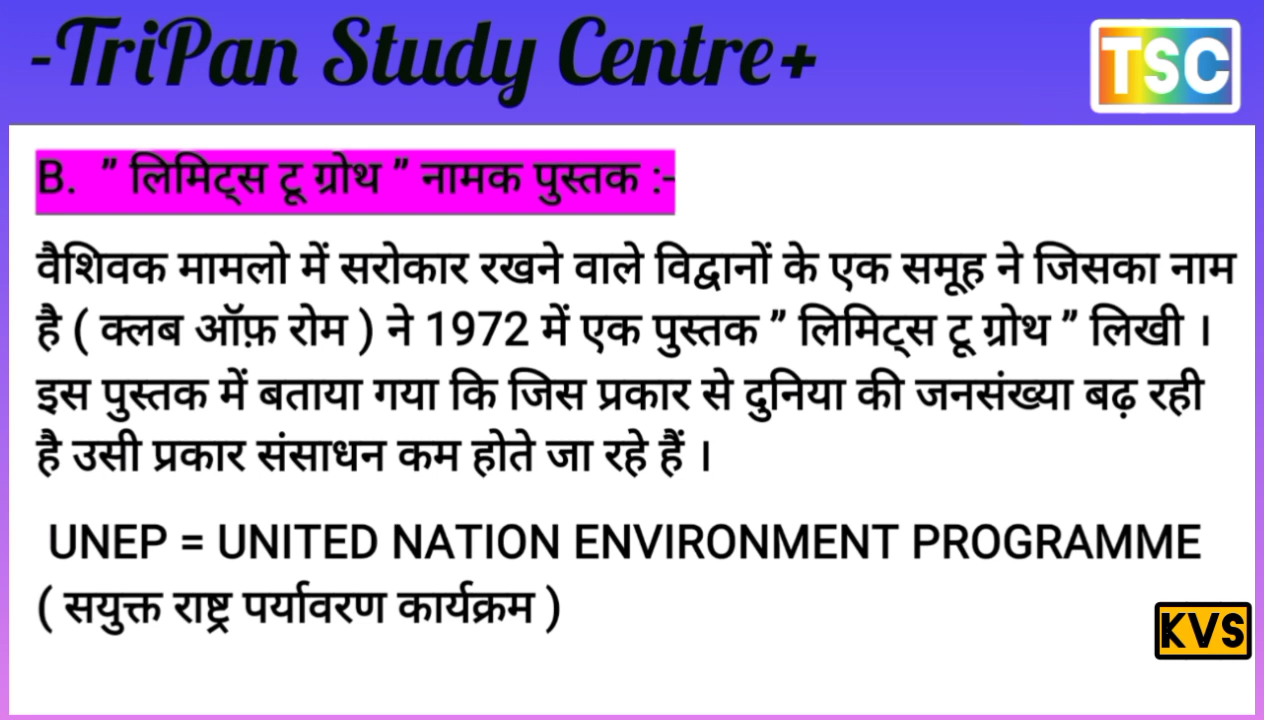 -TriPan Study Centre+
TSC
B. " लिमिट्स टू ग्रोथ " नामक पुस्तक :-
वैशिवक मामलो में सरोकार रखने वाले विद्वानों के एक समूह ने जिसका नाम
है ( क्लब ऑफ़ रोम ) ने 1972 में एक पुस्तक " लिमिट्स टू ग्रोथ " लिखी ।
इस पुस्तक में बताया गया कि जिस प्रकार से दुनिया की जनसंख्या बढ़ रही
है उसी प्रकार संसाधन कम होते जा रहे हैं ।
UNEP = UNITED NATION ENVIRONMENT PROGRAMME
( सयुक्त राष्ट्र पर्यावरण कार्यक्रम )
KVS